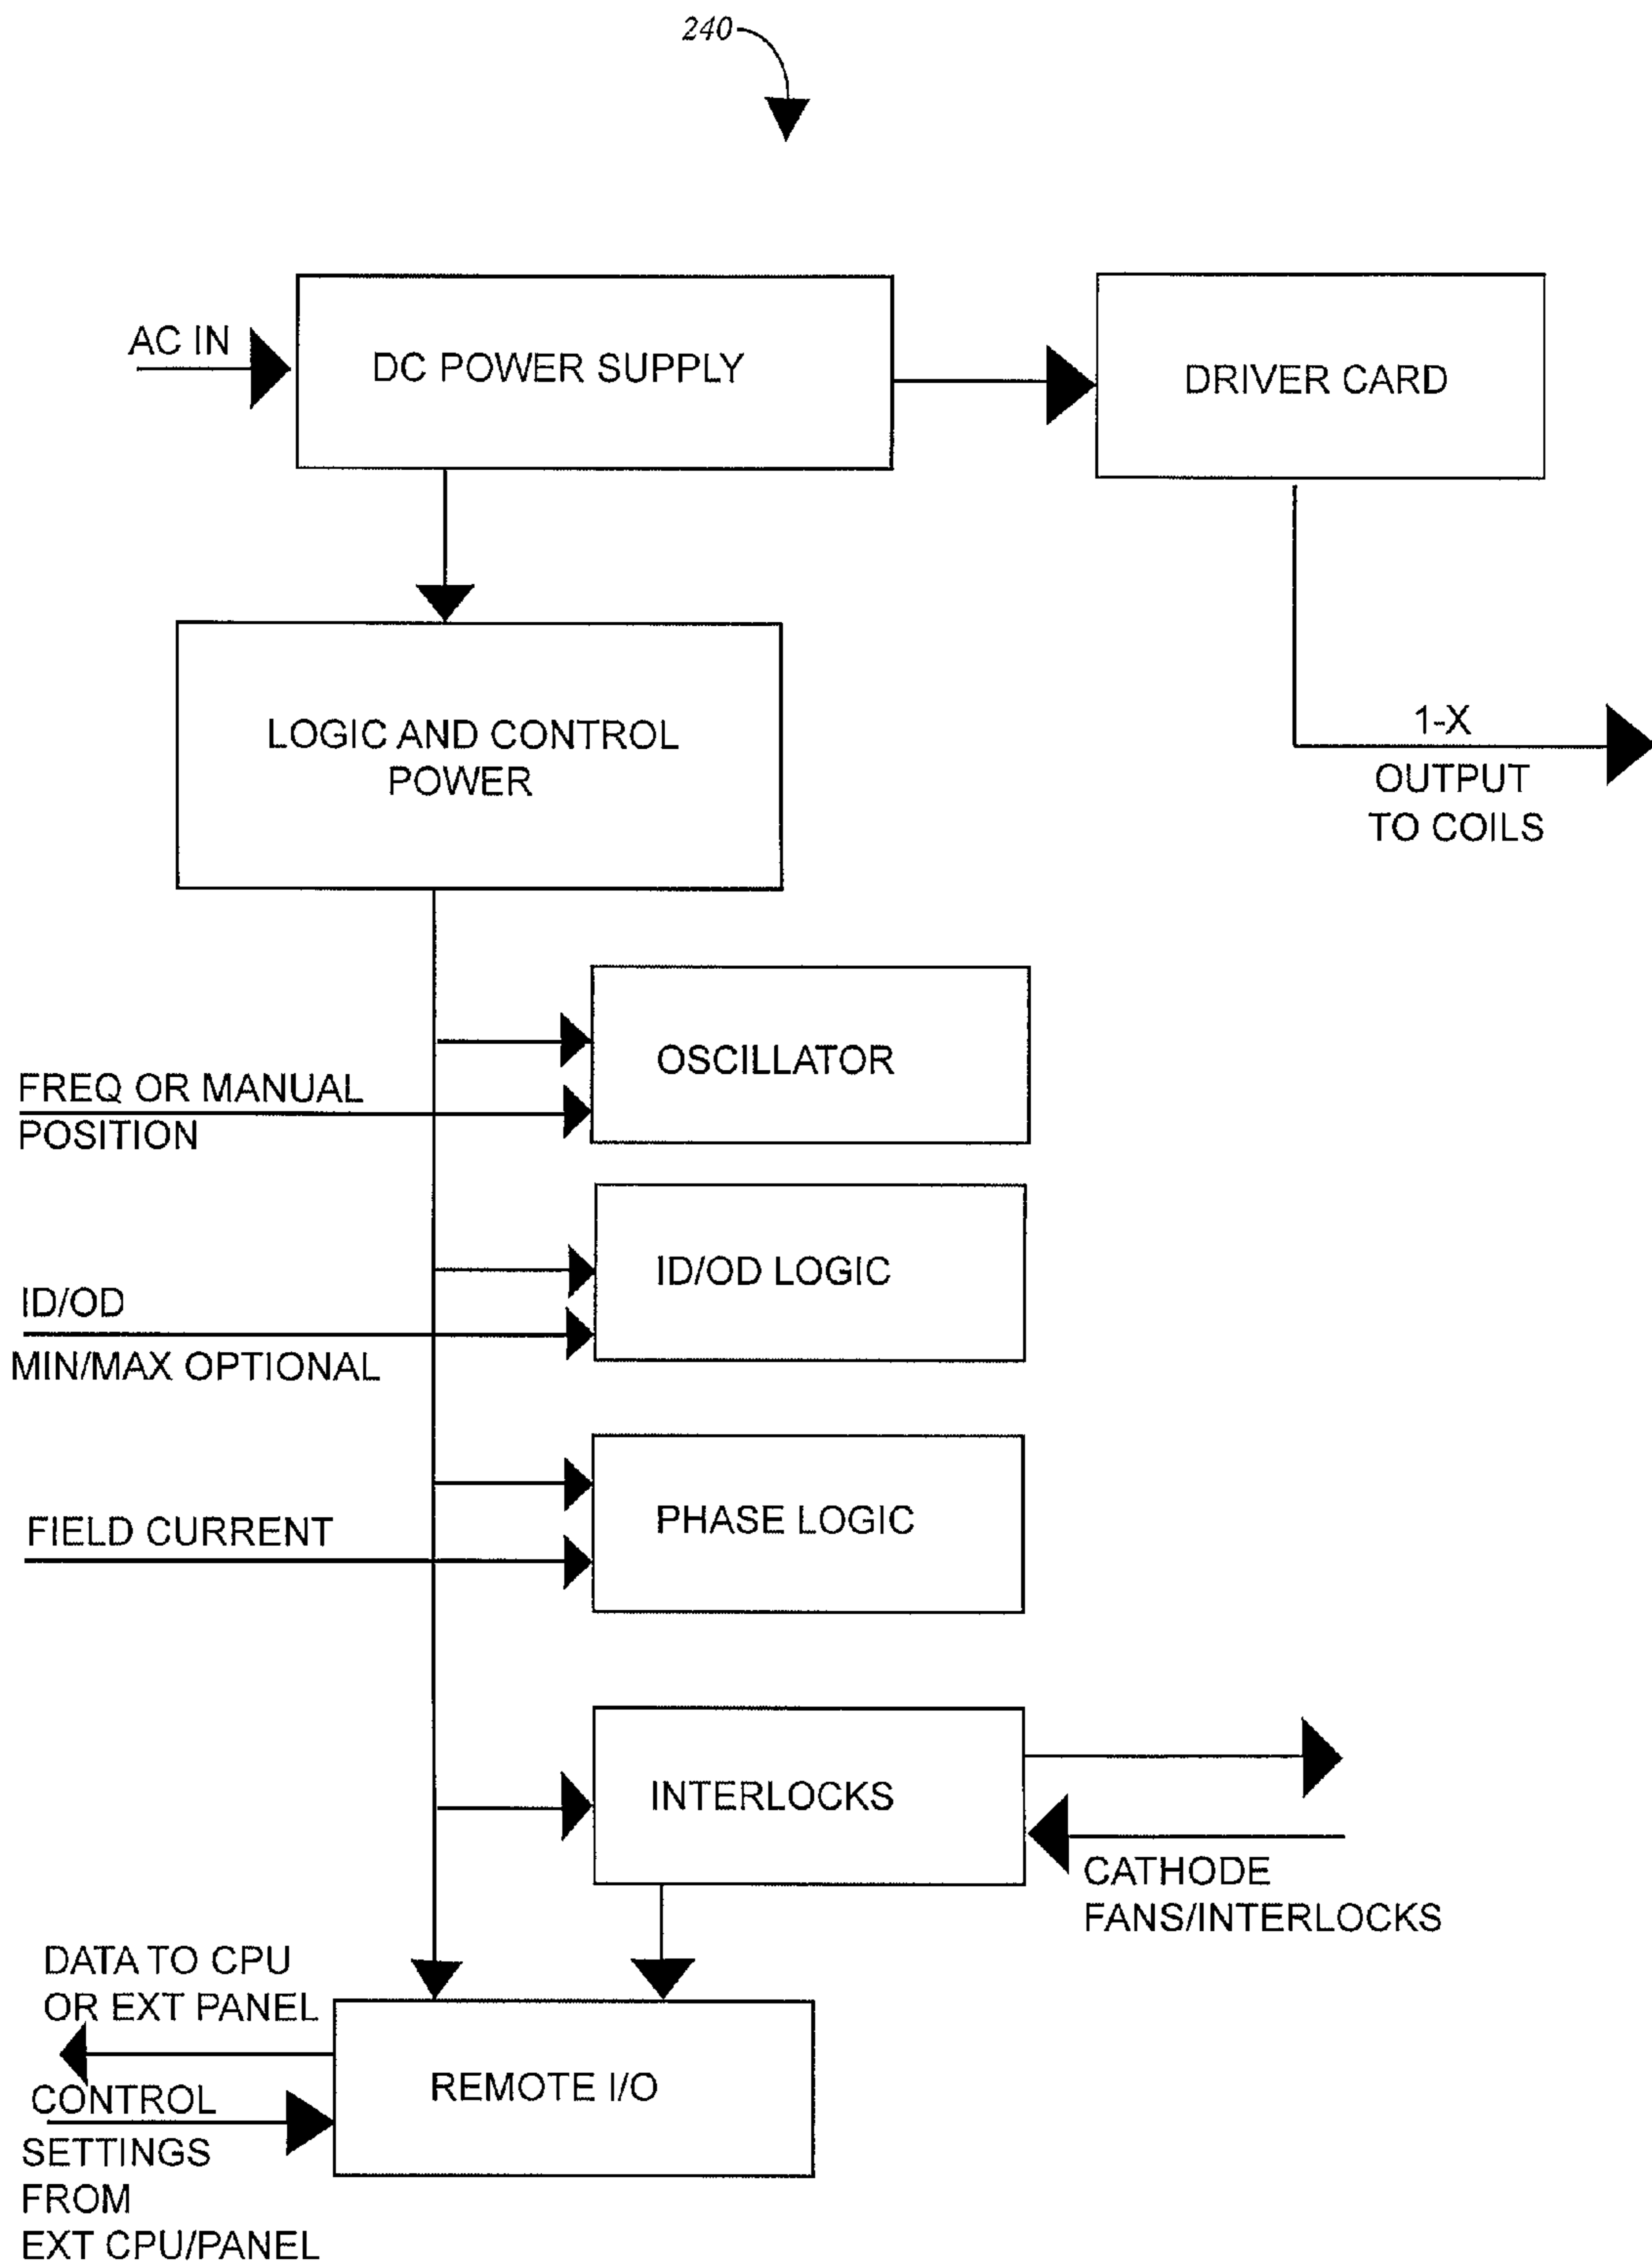 240
AC IN
DC POWER SUPPLY
DRIVER CARD
LOGIC AND CONTROL
POWER
1-X
OUTPUT
TO COILS
OSCILLATOR
FREQ OR MANUAL
POSITION
ID/OD LOGIC
ID/OD
MIN/MAX OPTIONAL
PHASE LOGIC
FIELD CURRENT
INTERLOCKS
CATHODE
FANS/INTERLOCKS
DATA TO CPU
OR EXT PANEL
REMOTE I/O
CONTROL
SETTINGS
FROM
EXT CPU/PANEL